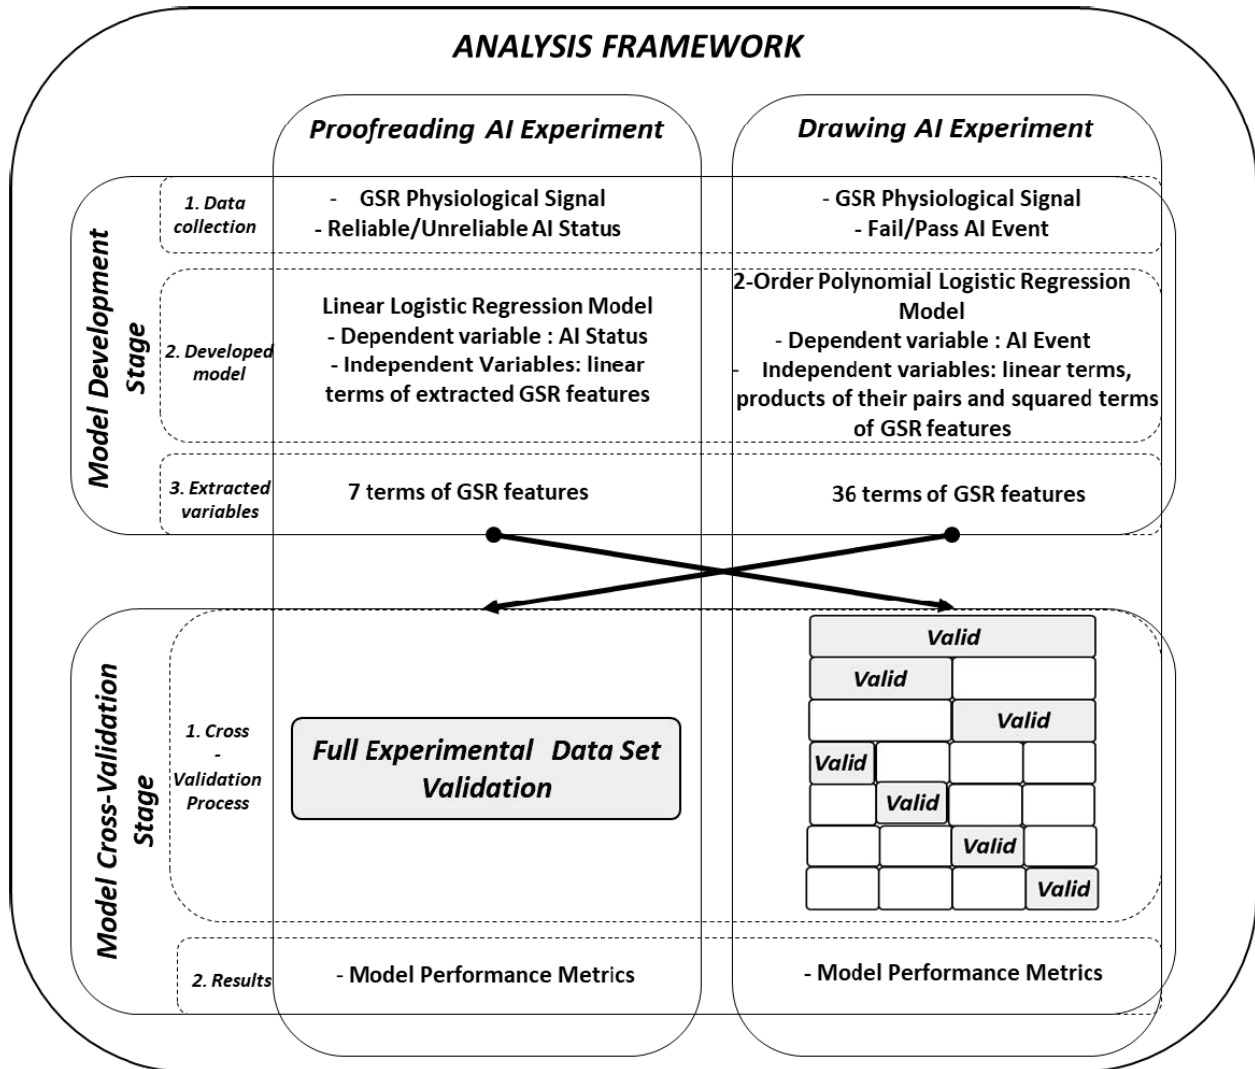 ANALYSIS FRAMEWORK
Proofreading AI Experiment
Drawing AI Experiment
Model Development
Stage
1. Data
collection
- GSR Physiological Signal
- Reliable/Unreliable AI Status
- GSR Physiological Signal
- Fail/Pass AI Event
2. Developed
model
Linear Logistic Regression Model
- Dependent variable : AI Status
- Independent Variables: linear
terms of extracted GSR features
2-Order Polynomial Logistic Regression
Model
- Dependent variable : AI Event
- Independent variables: linear terms,
products of their pairs and squared terms
of GSR features
3. Extracted
variables
7 terms of GSR features
36 terms of GSR features
Model Cross-Validation
Stage
1. Cross
-
Validation
Process
Full Experimental Data Set
Validation
Valid
Valid
Valid
Valid
Valid
Valid
Valid
2. Results
- Model Performance Metrics
- Model Performance Metrics